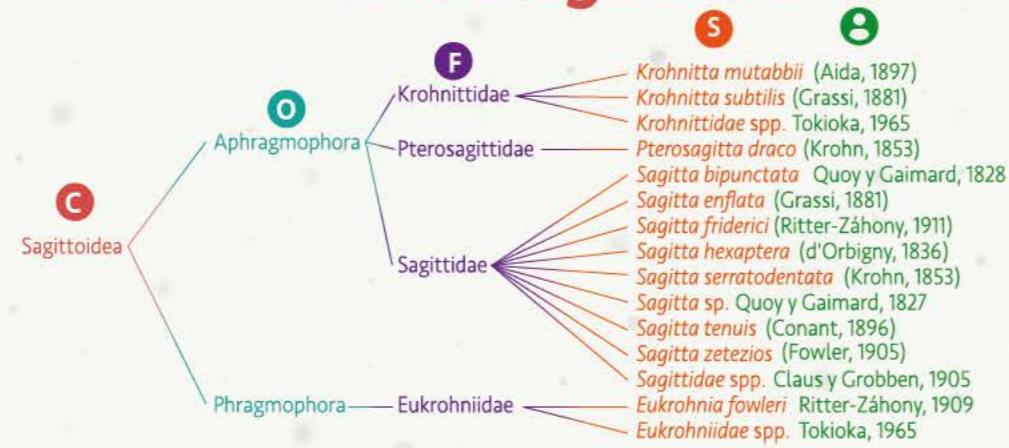 S
F
Krohnitta mutabbii (Aida, 1897)
Krohnittidae
Krohnitta subtilis (Grassi, 1881)
O
Krohnittidae spp. Tokioka, 1965
Aphragmophora
Pterosagittidae
Pterosagitta draco (Krohn, 1853)
Sagitta bipunctata Quoy y Gaimard, 1828
C
Sagitta enflata (Grassi, 1881)
Sagitta friderici (Ritter-Záhony, 1911)
Sagittoidea
Sagitta hexaptera (d'Orbigny, 1836)
Sagittidae
Sagitta serratodentata (Krohn, 1853)
Sagitta sp. Quoy y Gaimard, 1827
Sagitta tenuis (Conant, 1896)
Sagitta zetezios (Fowler, 1905)
Sagittidae spp. Claus y Grobben, 1905
Phragmophora
Eukrohniidae
Eukrohnia fowleri Ritter-Záhony, 1909
Eukrohniidae spp. Tokioka, 1965